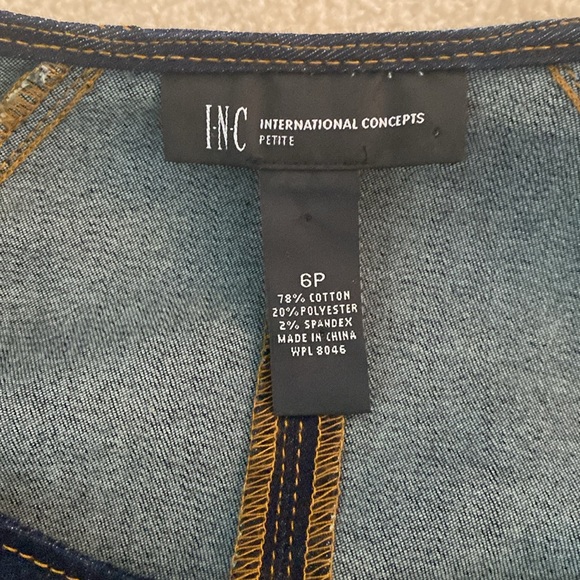 I·N·C INTERNATIONAL CONCEPTS
PETITE
6P
78% COTTON
20% POLYESTER
2% SPANDEX
MADE IN CHINA
WPL 8046